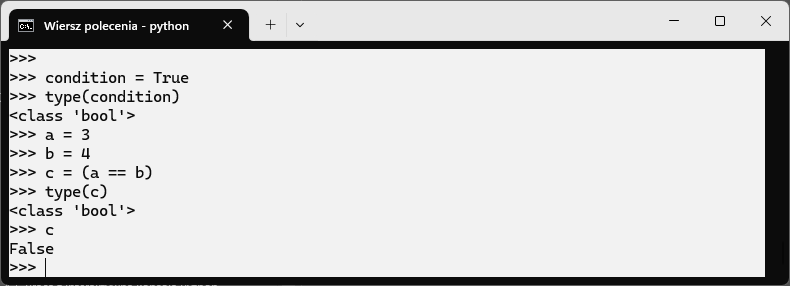 Wiersz polecenia - python
>>>
>>> condition = True
>>> type(condition)
<class 'bool'>
>>> a = 3
>>> b = 4
>>> c = (a == b)
>>> type(c)
<class 'bool'>
>>> c
False
>>>